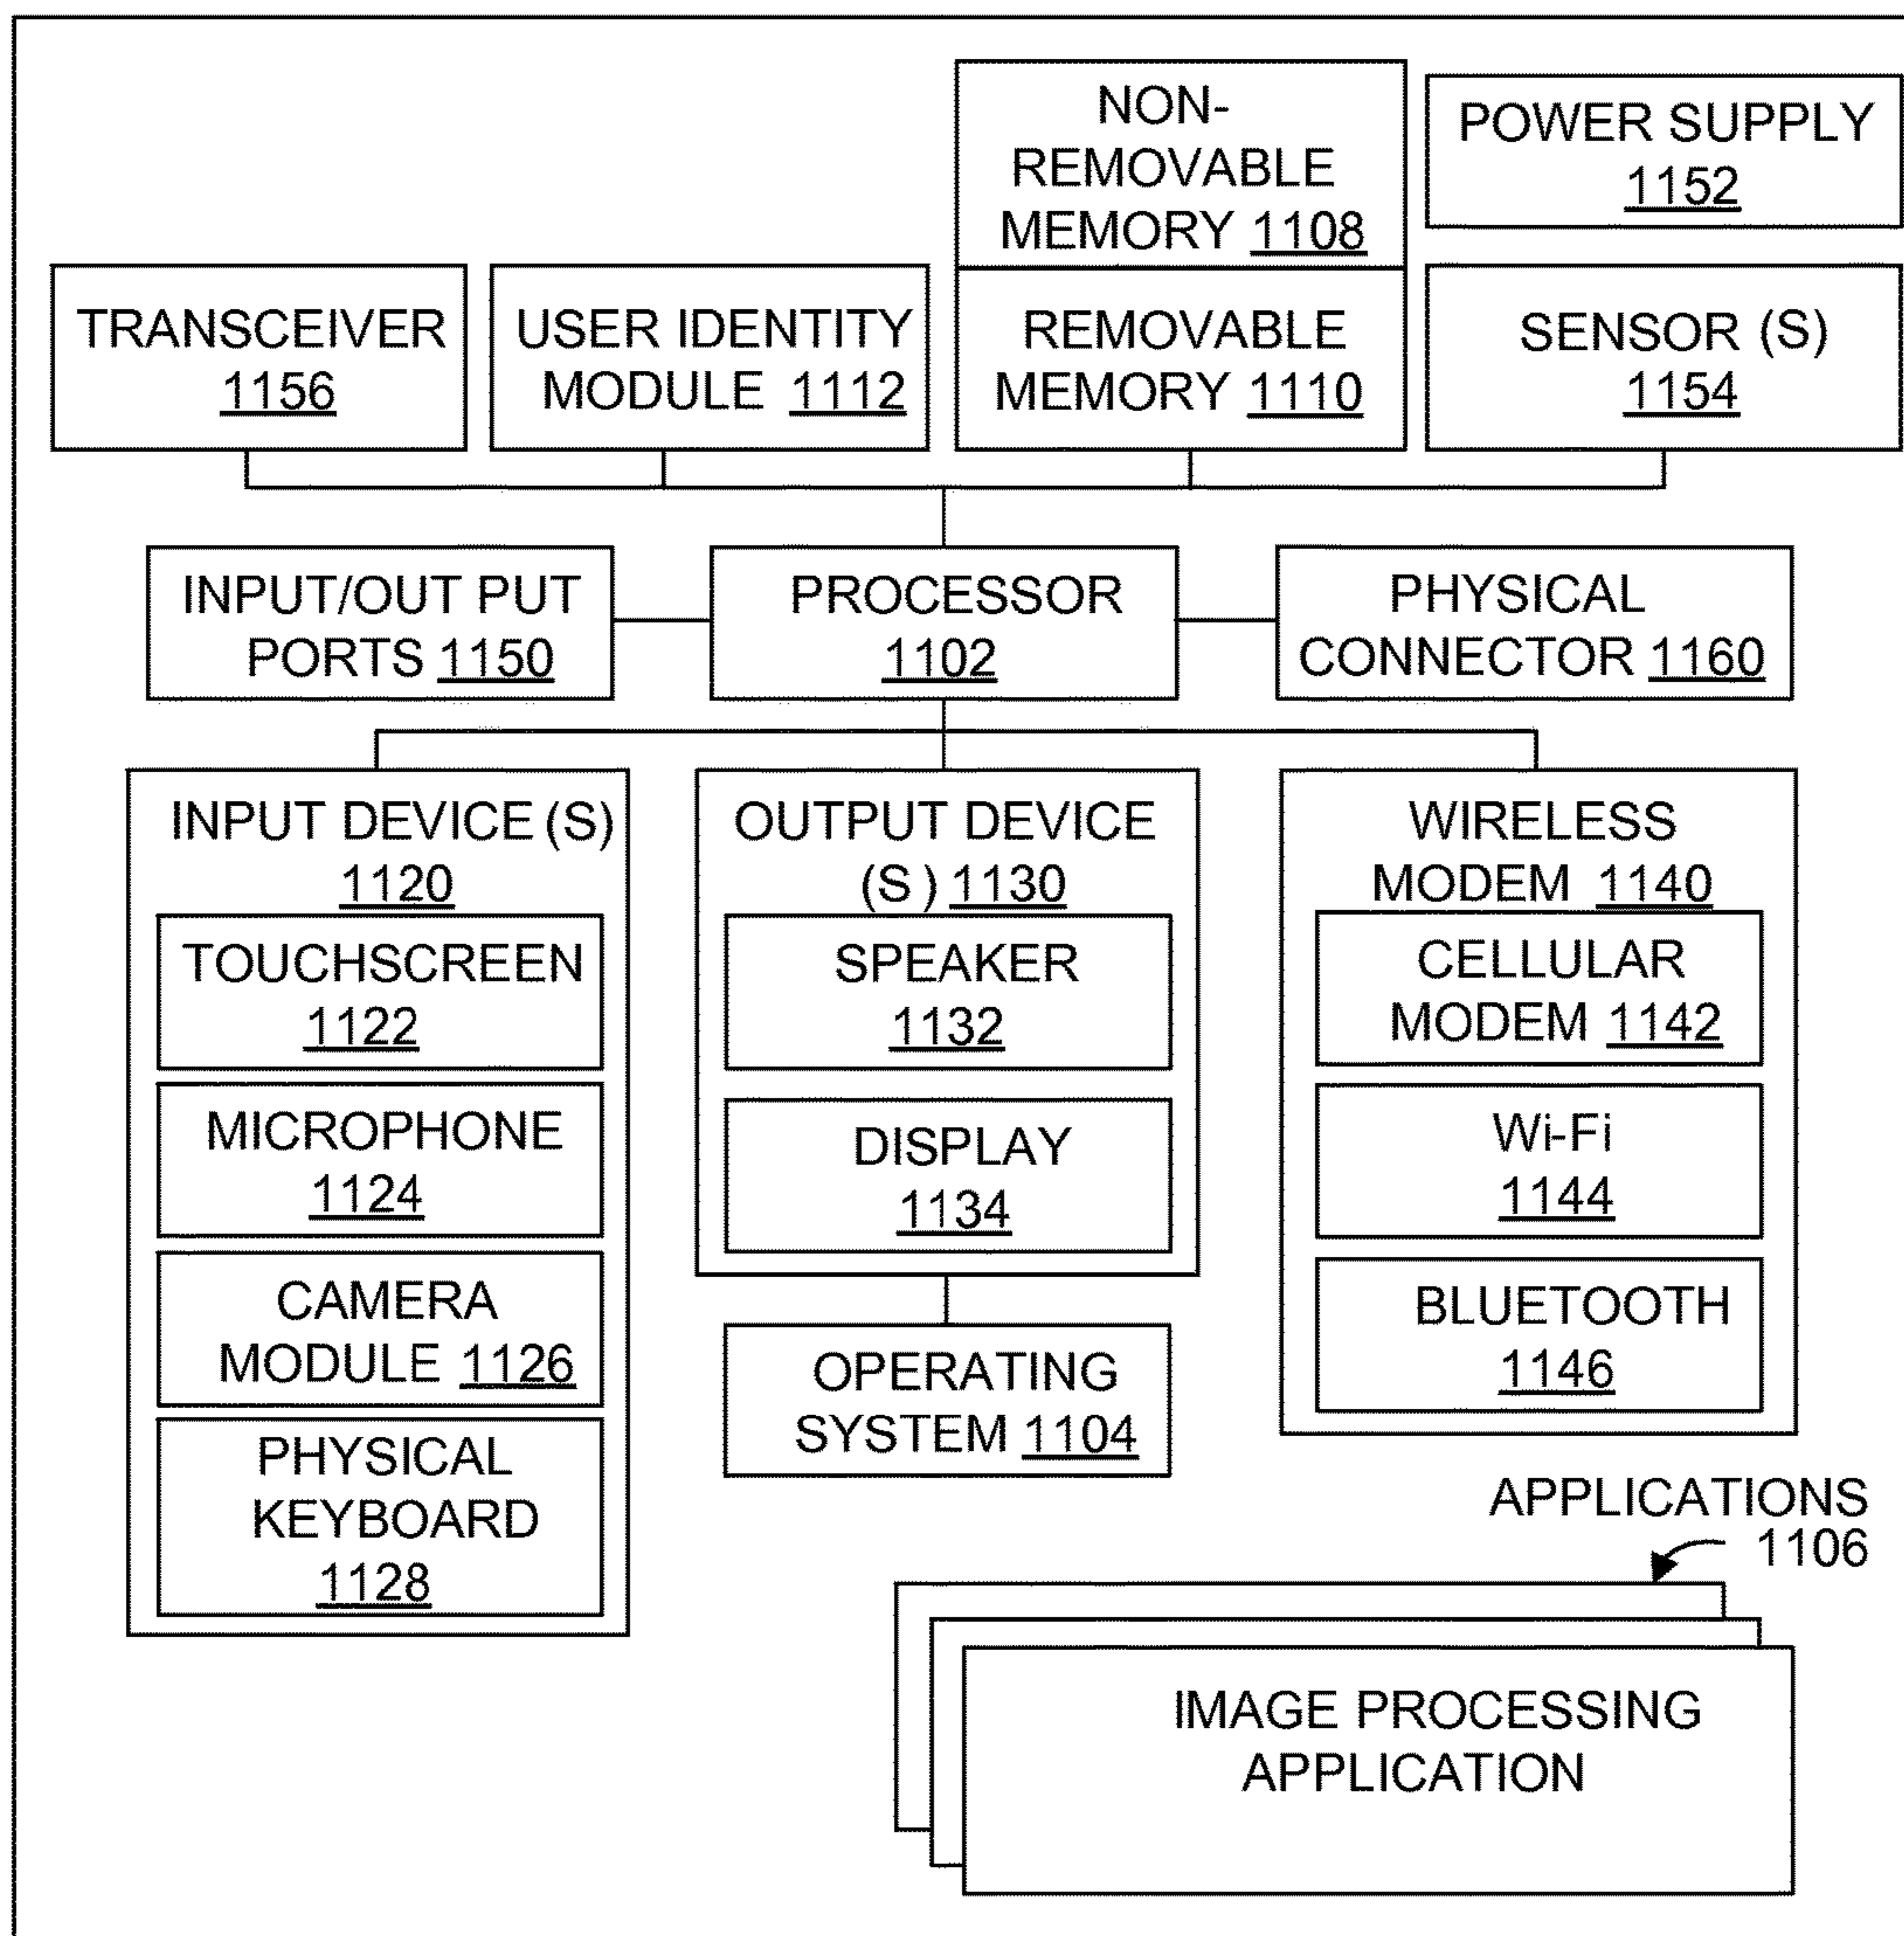 NON-
REMOVABLE
MEMORY 1108
POWER SUPPLY
1152
TRANSCEIVER
1156
USER IDENTITY
MODULE 1112
REMOVABLE
MEMORY 1110
SENSOR (S)
1154
INPUT/OUT PUT
PORTS 1150
PROCESSOR
1102
PHYSICAL
CONNECTOR 1160
INPUT DEVICE (S)
1120
TOUCHSCREEN
1122
MICROPHONE
1124
CAMERA
MODULE 1126
PHYSICAL
KEYBOARD
1128
OUTPUT DEVICE
(S ) 1130
SPEAKER
1132
DISPLAY
1134
OPERATING
SYSTEM 1104
WIRELESS
MODEM 1140
CELLULAR
MODEM 1142
Wi-Fi
1144
BLUETOOTH
1146
APPLICATIONS
1106
IMAGE PROCESSING
APPLICATION